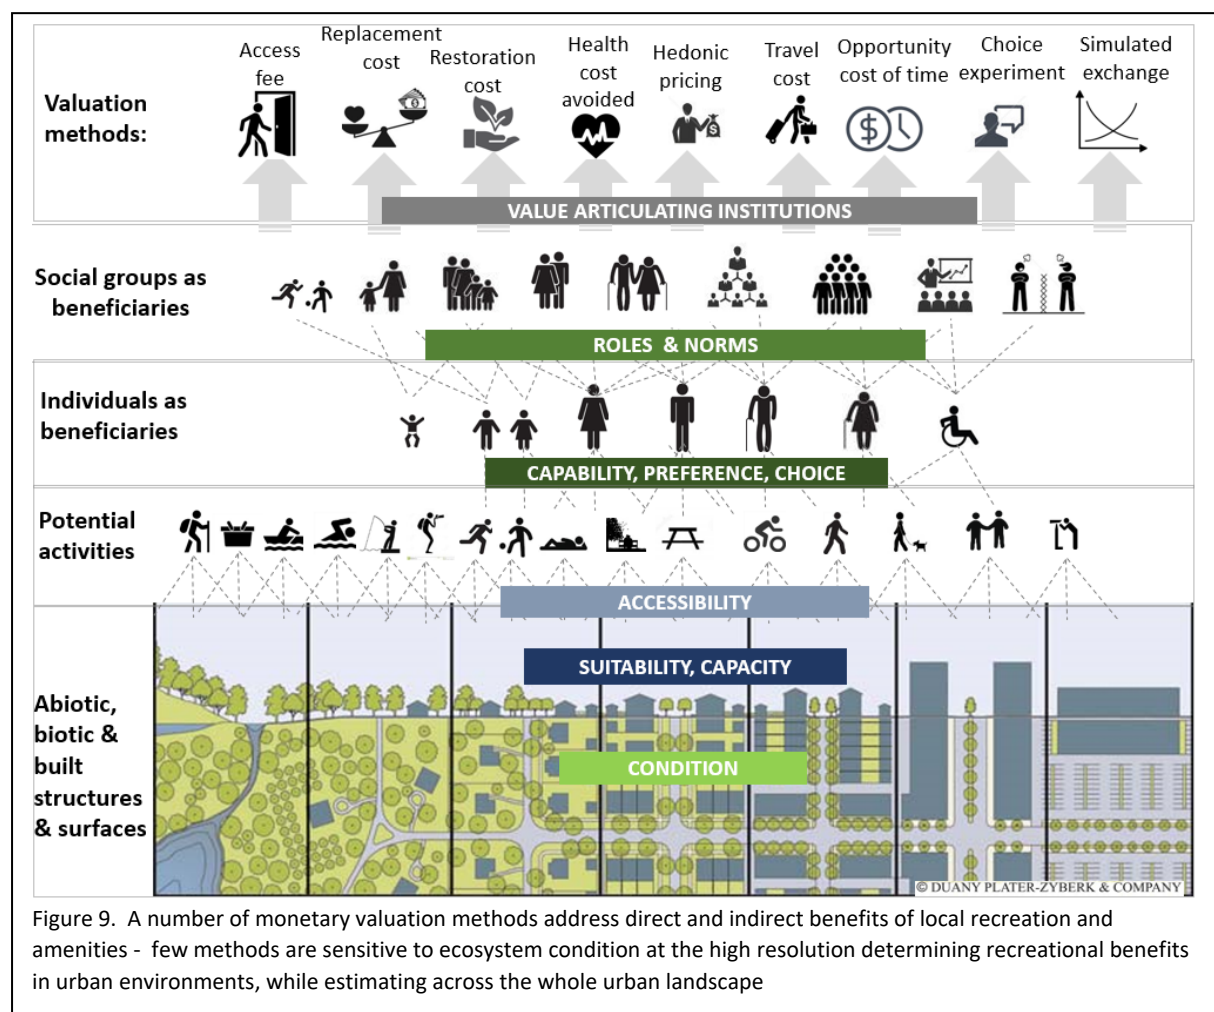 Valuation
methods:
Access
fee
Replacement
cost
Restoration
cost
Health
cost
avoided
Hedonic
pricing
Travel
cost
Opportunity
cost of time
Choice
experiment
Simulated
exchange
VALUE ARTICULATING INSTITUTIONS
Social groups as
beneficiaries
ROLES & NORMS
Individuals as
beneficiaries
CAPABILITY, PREFERENCE, CHOICE
Potential
activities
ACCESSIBILITY
SUITABILITY, CAPACITY
Abiotic,
biotic &
built
structures
& surfaces
CONDITION
© DUANY PLATER-ZYBERK & COMPANY
Figure 9. A number of monetary valuation methods address direct and indirect benefits of local recreation and
amenities - few methods are sensitive to ecosystem condition at the high resolution determining recreational benefits
in urban environments, while estimating across the whole urban landscape